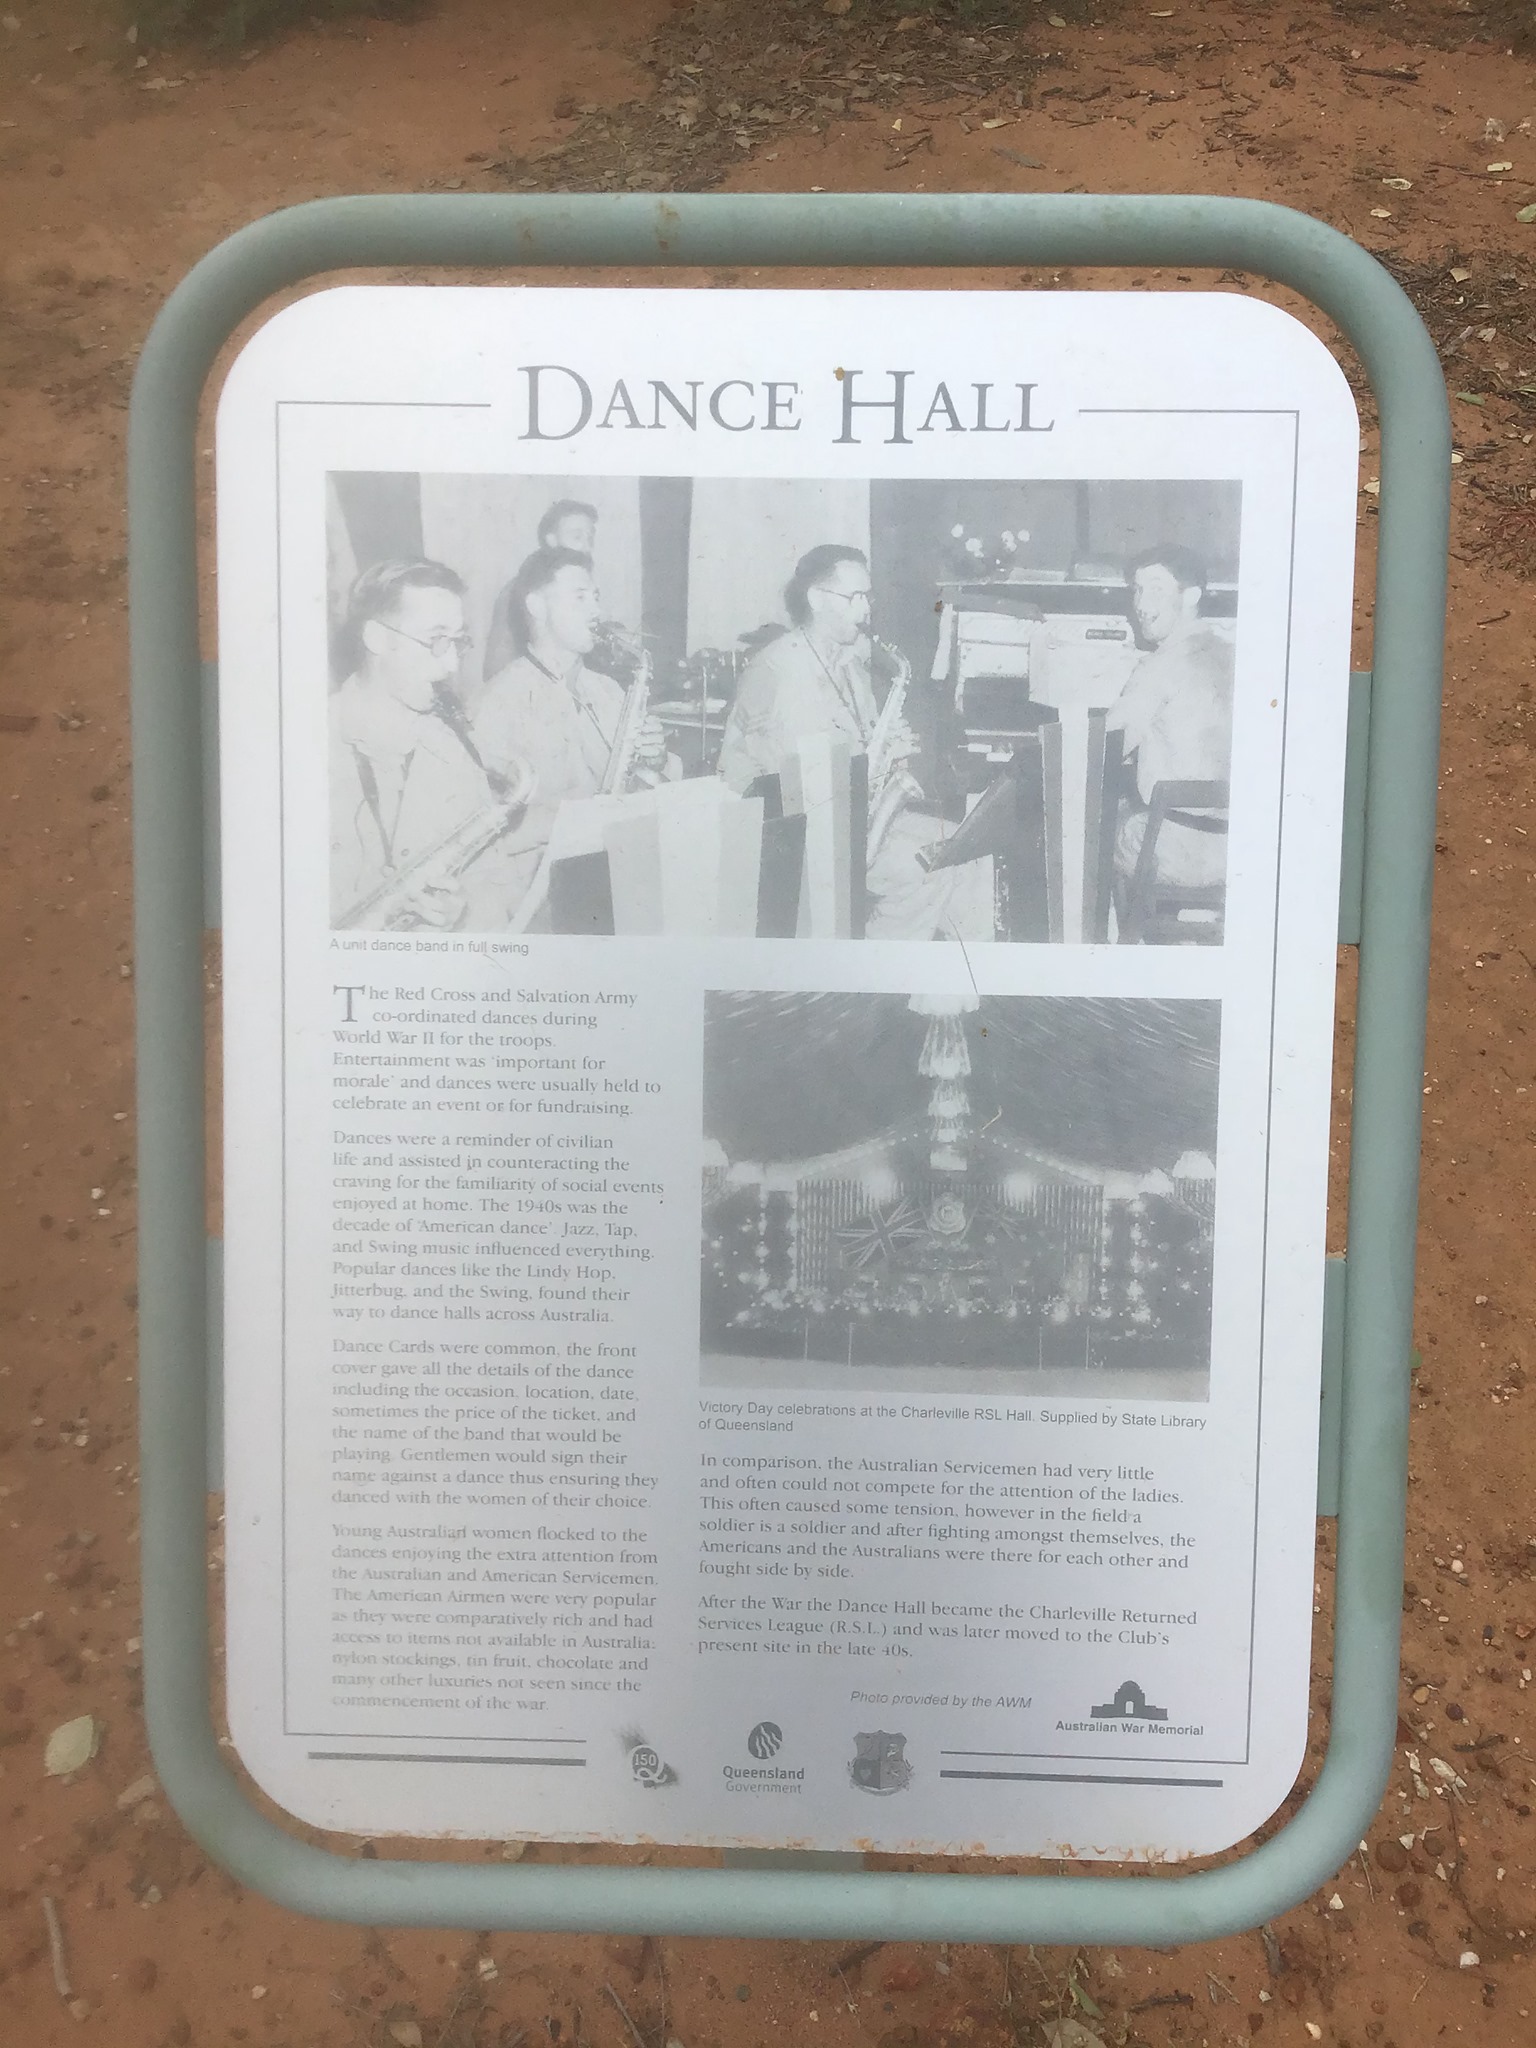 DANCE HALL
A unit dance band in full swing
The Red Cross and Salvation Army
co-ordinated dances during
World War II for the troops.
Entertainment was 'important for
morale' and dances were usually held to
celebrate an event or for fundraising.
Dances were a reminder of civilian
life and assisted in counteracting the
craving for the familiarity of social events
enjoyed at home. The 1940s was the
decade of 'American dance'. Jazz, Tap,
and Swing music influenced everything.
Popular dances like the Lindy Hop,
Jitterbug, and the Swing, found their
way to dance halls across Australia.
Dance Cards were common, the front
cover gave all the details of the dance
including the occasion, location, date,
sometimes the price of the ticket, and
the name of the band that would be
playing. Gentlemen would sign their
name against a dance thus ensuring they
danced with the women of their choice.
Young Australian women flocked to the
dances enjoying the extra attention from
the Australian and American Servicemen.
The American Airmen were very popular
as they were comparatively rich and had
access to items not available in Australia;
nylon stockings, tin fruit, chocolate and
many other luxuries not seen since the
commencement of the war.
Victory Day celebrations at the Charleville RSL Hall. Supplied by State Library
of Queensland
In comparison, the Australian Servicemen had very little
and often could not compete for the attention of the ladies.
This often caused some tension, however in the field a
soldier is a soldier and after fighting amongst themselves, the
Americans and the Australians were there for each other and
fought side by side.
After the War the Dance Hall became the Charleville Returned
Services League (R.S.L.) and was later moved to the Club's
present site in the late 40s.
Photo provided by the AWM
Australian War Memorial
Q150
Queensland
Government